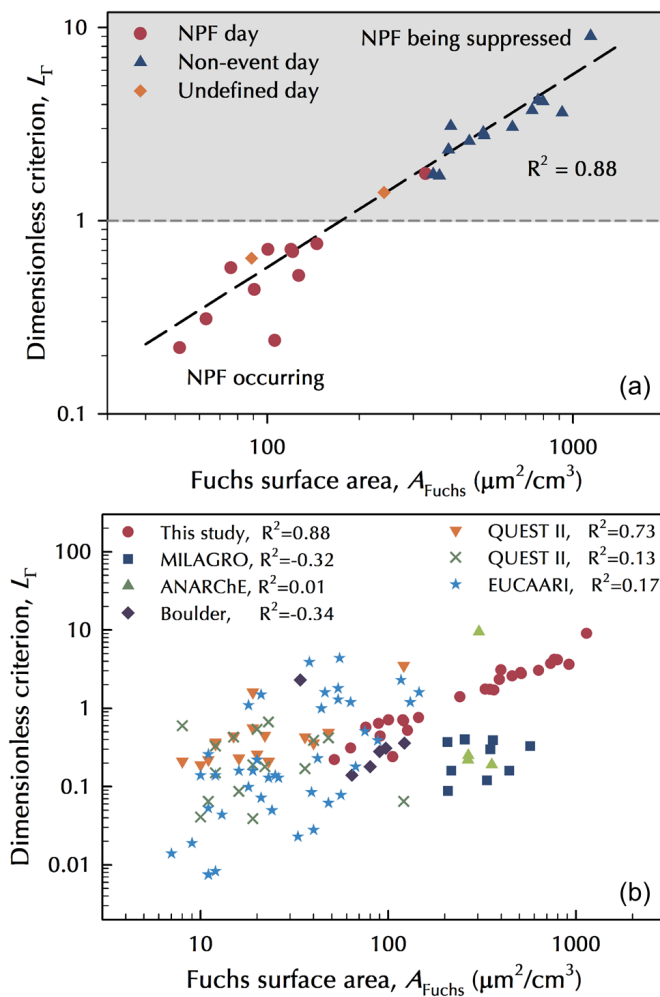 10
1
0.1
Dimensionless criterion, LΓ
NPF day
Non-event day
Undefined day
NPF being suppressed
R² = 0.88
NPF occurring
(a)
100
1000
Fuchs surface area, AFuchs (μm²/cm³)
100
10
1
0.1
0.01
Dimensionless criterion, LΓ
This study, R²=0.88
MILAGRO, R²=-0.32
ANARChE, R²=0.01
Boulder, R²=-0.34
QUEST II, R²=0.73
QUEST II, R²=0.13
EUCAARI, R²=0.17
(b)
10
100
1000
Fuchs surface area, AFuchs (μm²/cm³)